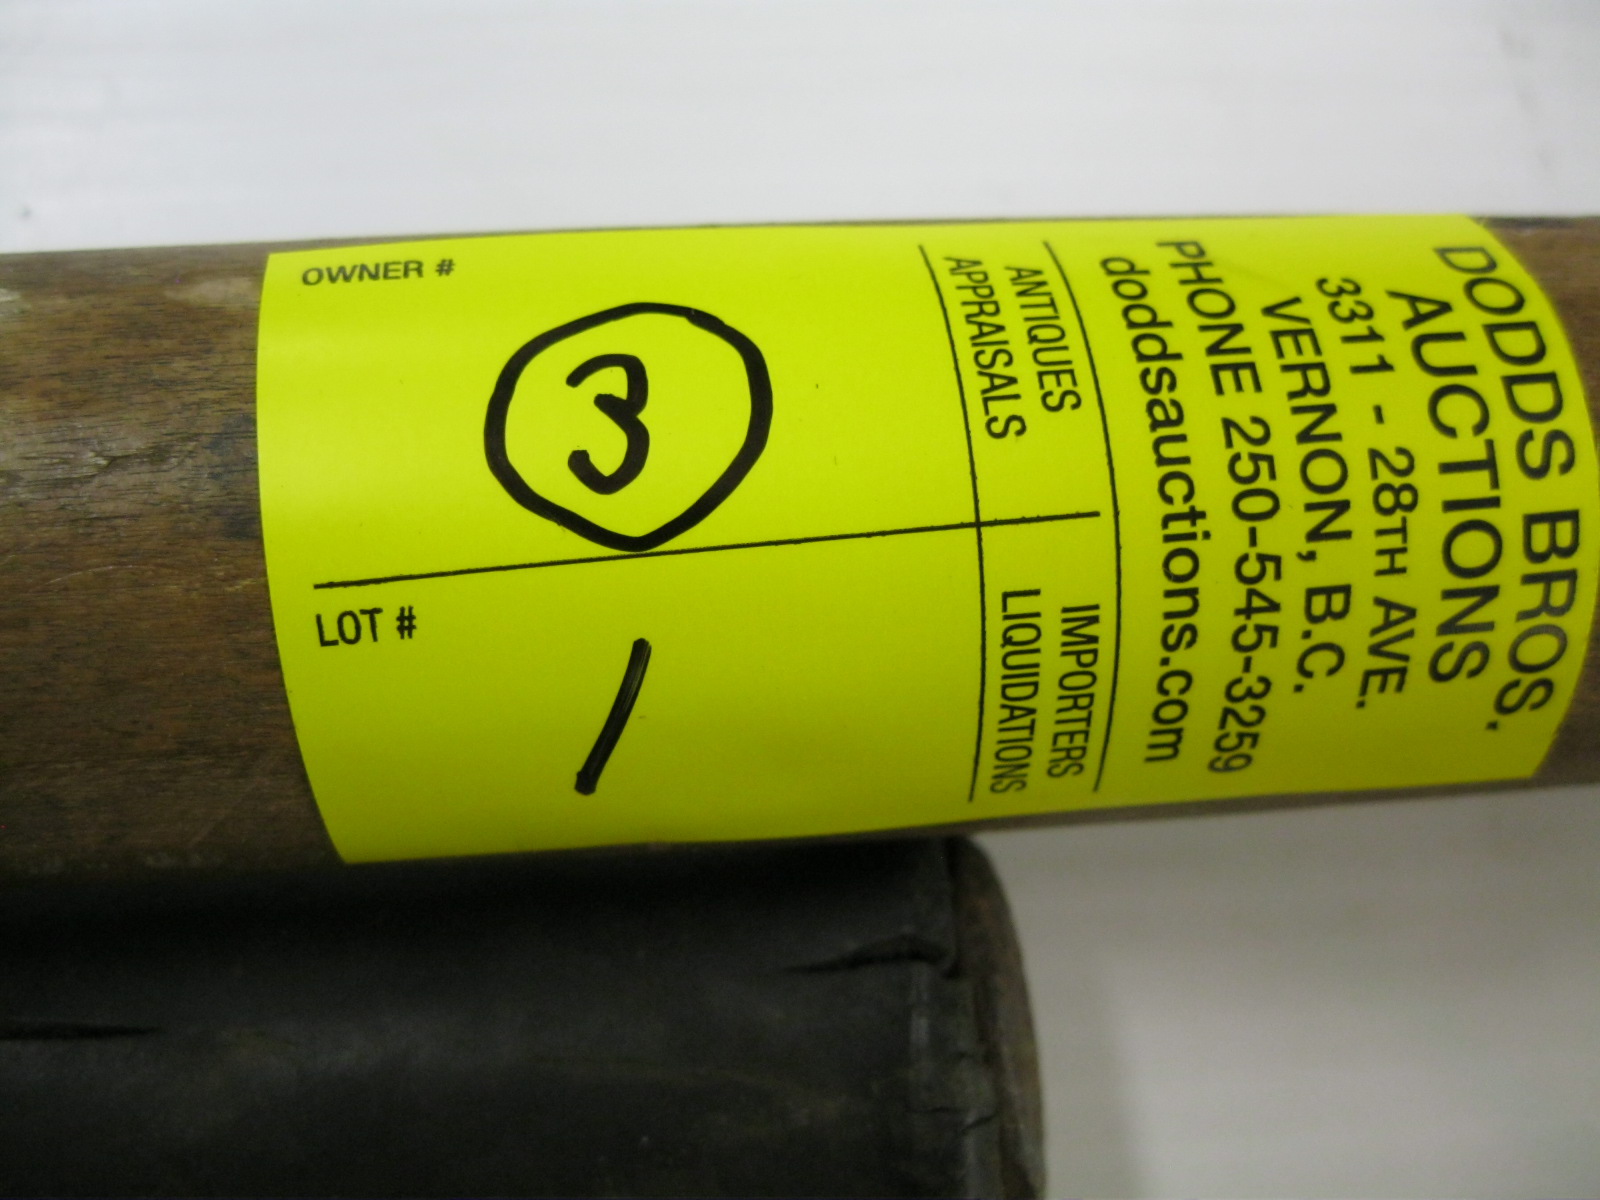 DODDS BROS.
AUCTIONS
3311 - 28TH AVE.
VERNON, B.C.
PHONE 250-545-3259
doddsauctions.com
ANTIQUES
APPRAISALS
IMPORTERS
LIQUIDATIONS
OWNER #
3
LOT #
1